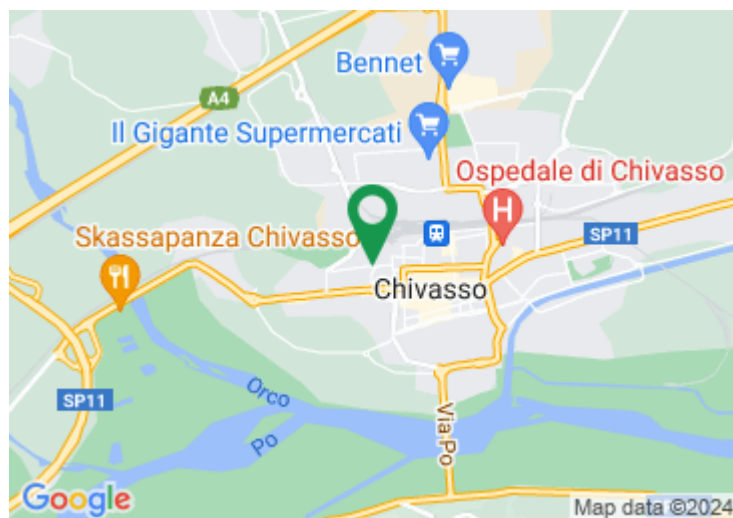 Bennet
A4
Il Gigante Supermercati
Ospedale di Chivasso
H
Skassapanza Chivasso
SP11
Chivasso
SP11
Orco
Po
Via Po
Google
Map data ©2024